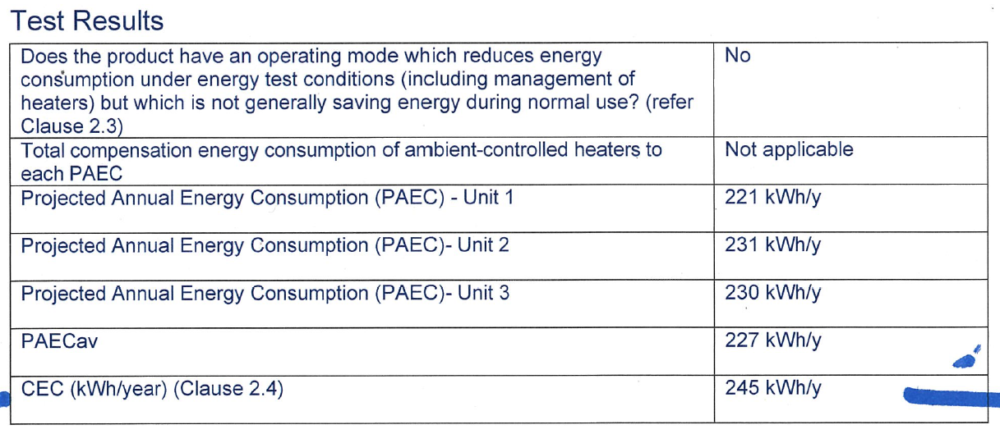 Test Results
Does the product have an operating mode which reduces energy
consumption under energy test conditions (including management of
heaters) but which is not generally saving energy during normal use? (refer
Clause 2.3)
No
Total compensation energy consumption of ambient-controlled heaters to
each PAEC
Not applicable
Projected Annual Energy Consumption (PAEC) - Unit 1
221 kWh/y
Projected Annual Energy Consumption (PAEC)- Unit 2
231 kWh/y
Projected Annual Energy Consumption (PAEC)- Unit 3
230 kWh/y
PAECav
227 kWh/y
CEC (kWh/year) (Clause 2.4)
245 kWh/y